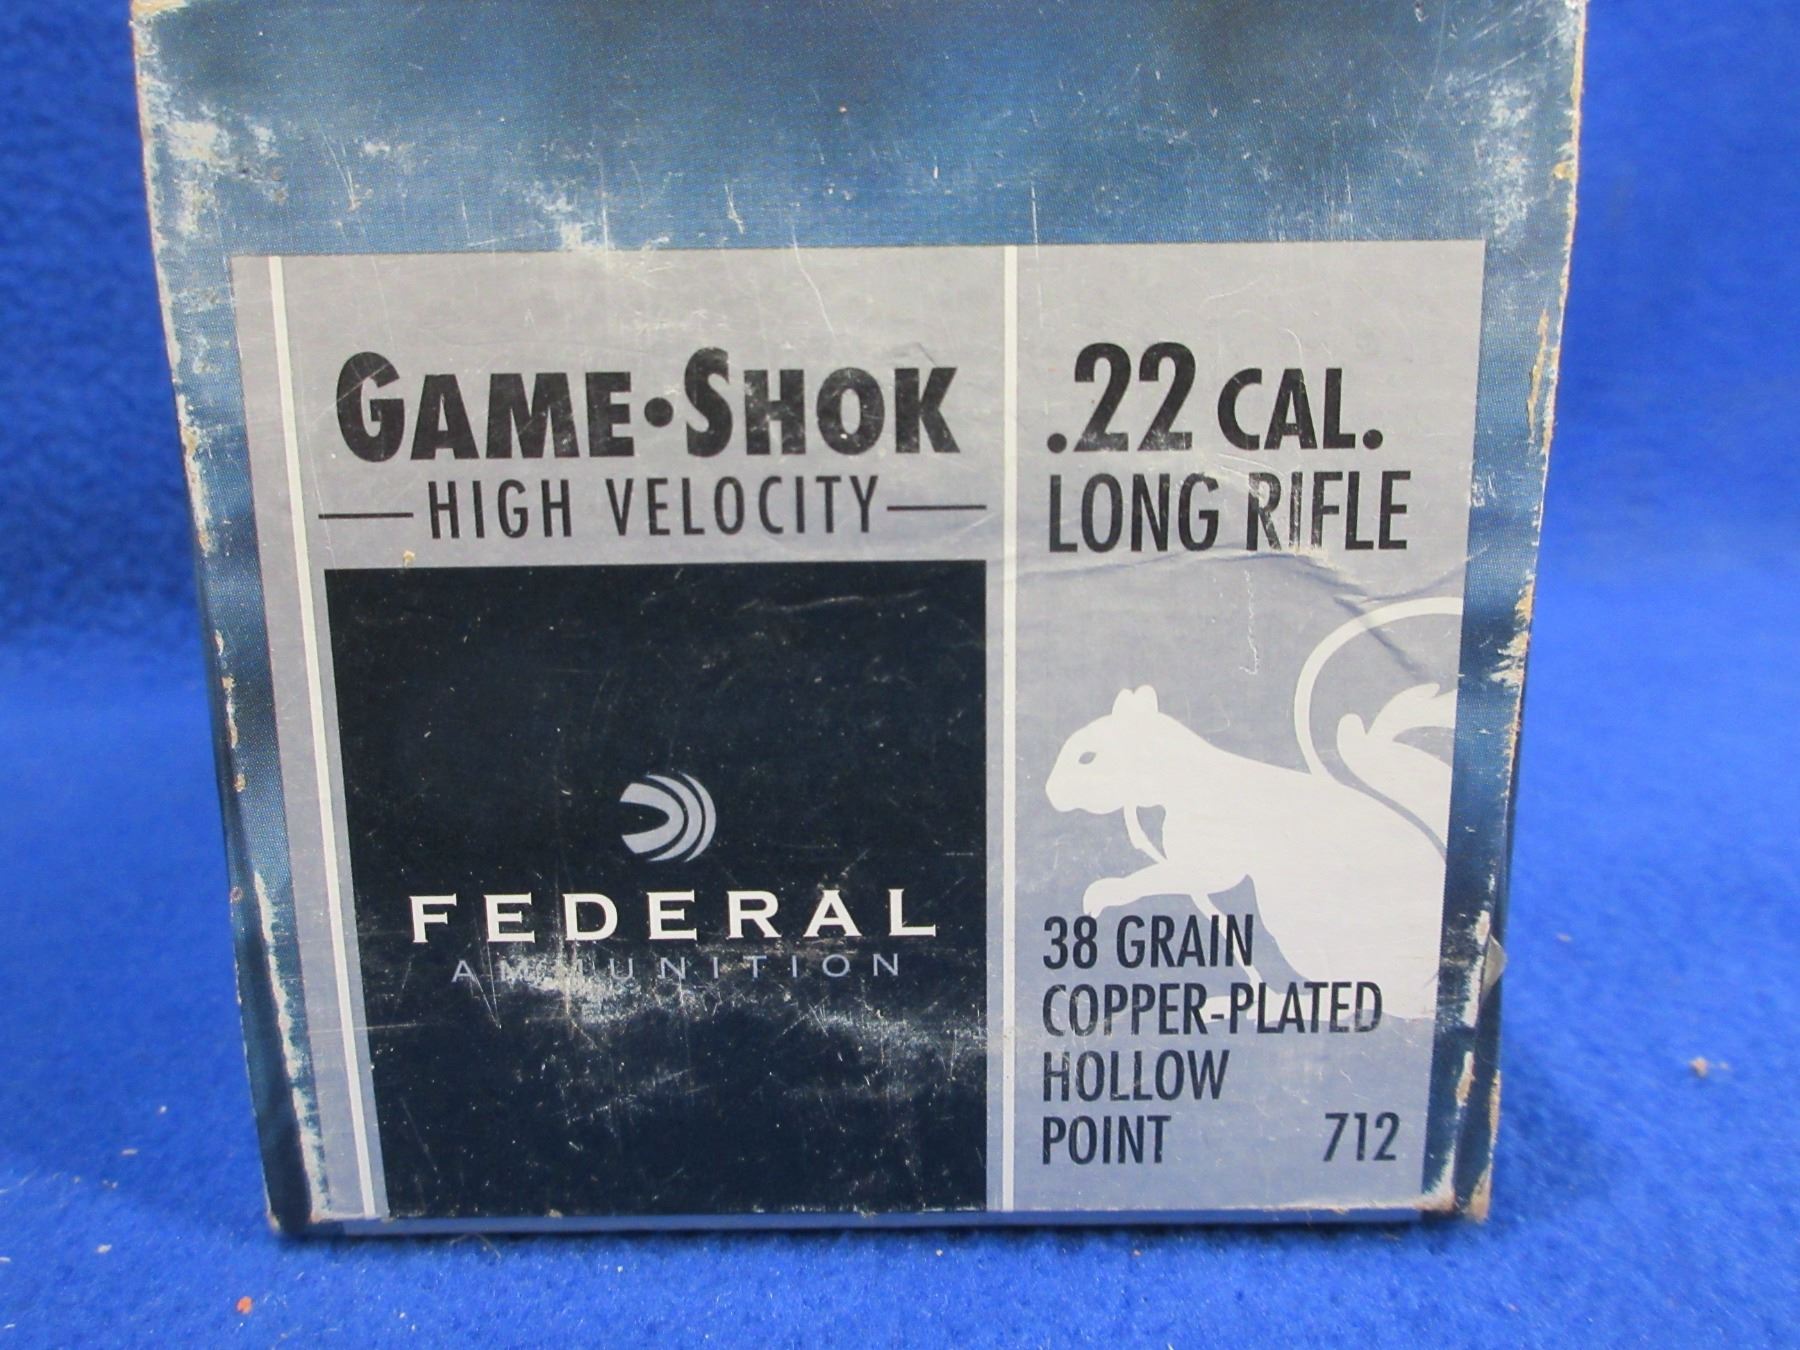 GAME•SHOK
HIGH VELOCITY
FEDERAL
AMMUNITION
.22 CAL.
LONG RIFLE
38 GRAIN
COPPER-PLATED
HOLLOW
POINT 712